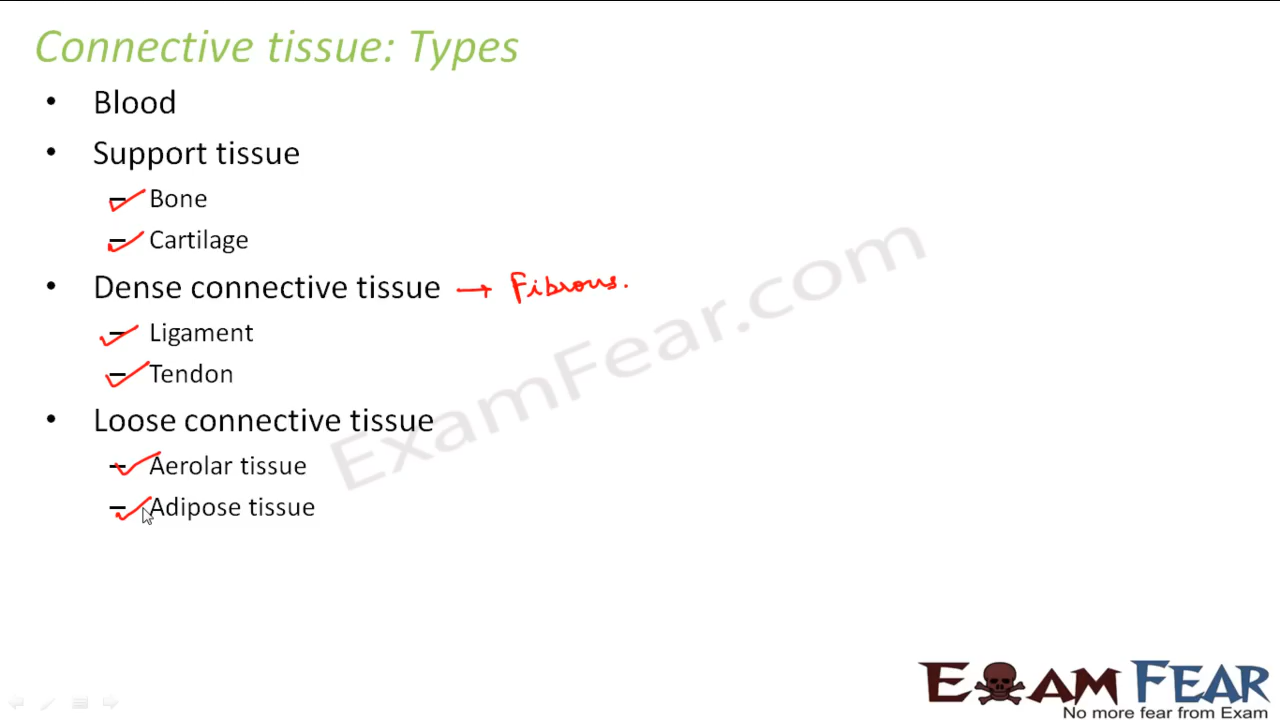 Connective tissue: Types
• Blood
• Support tissue
– Bone
– Cartilage
• Dense connective tissue → Fibrous.
– Ligament
– Tendon
• Loose connective tissue
– Aerolar tissue
– Adipose tissue
ExamFear.com
EXAM FEAR
No more fear from Exam